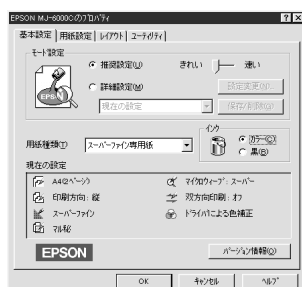 EPSON MJ-6000Cのプロパティ
基本設定 用紙設定 レイアウト ユーティリティ
モード設定
推奨設定(U) きれい 速い
詳細設定(M) 設定変更(N)...
現在の設定 保存/削除(G)...
EPSON
インク
用紙種類(T) スーパーファイン専用紙 カラー(C)
黒(B)
現在の設定
A4(2ページ) マイクロウィーブ: スーパー
印刷方向: 縦 双方向印刷: オフ
スーパーファイン ドライバによる色補正
マル秘
EPSON バージョン情報(O)
OK キャンセル ヘルプ